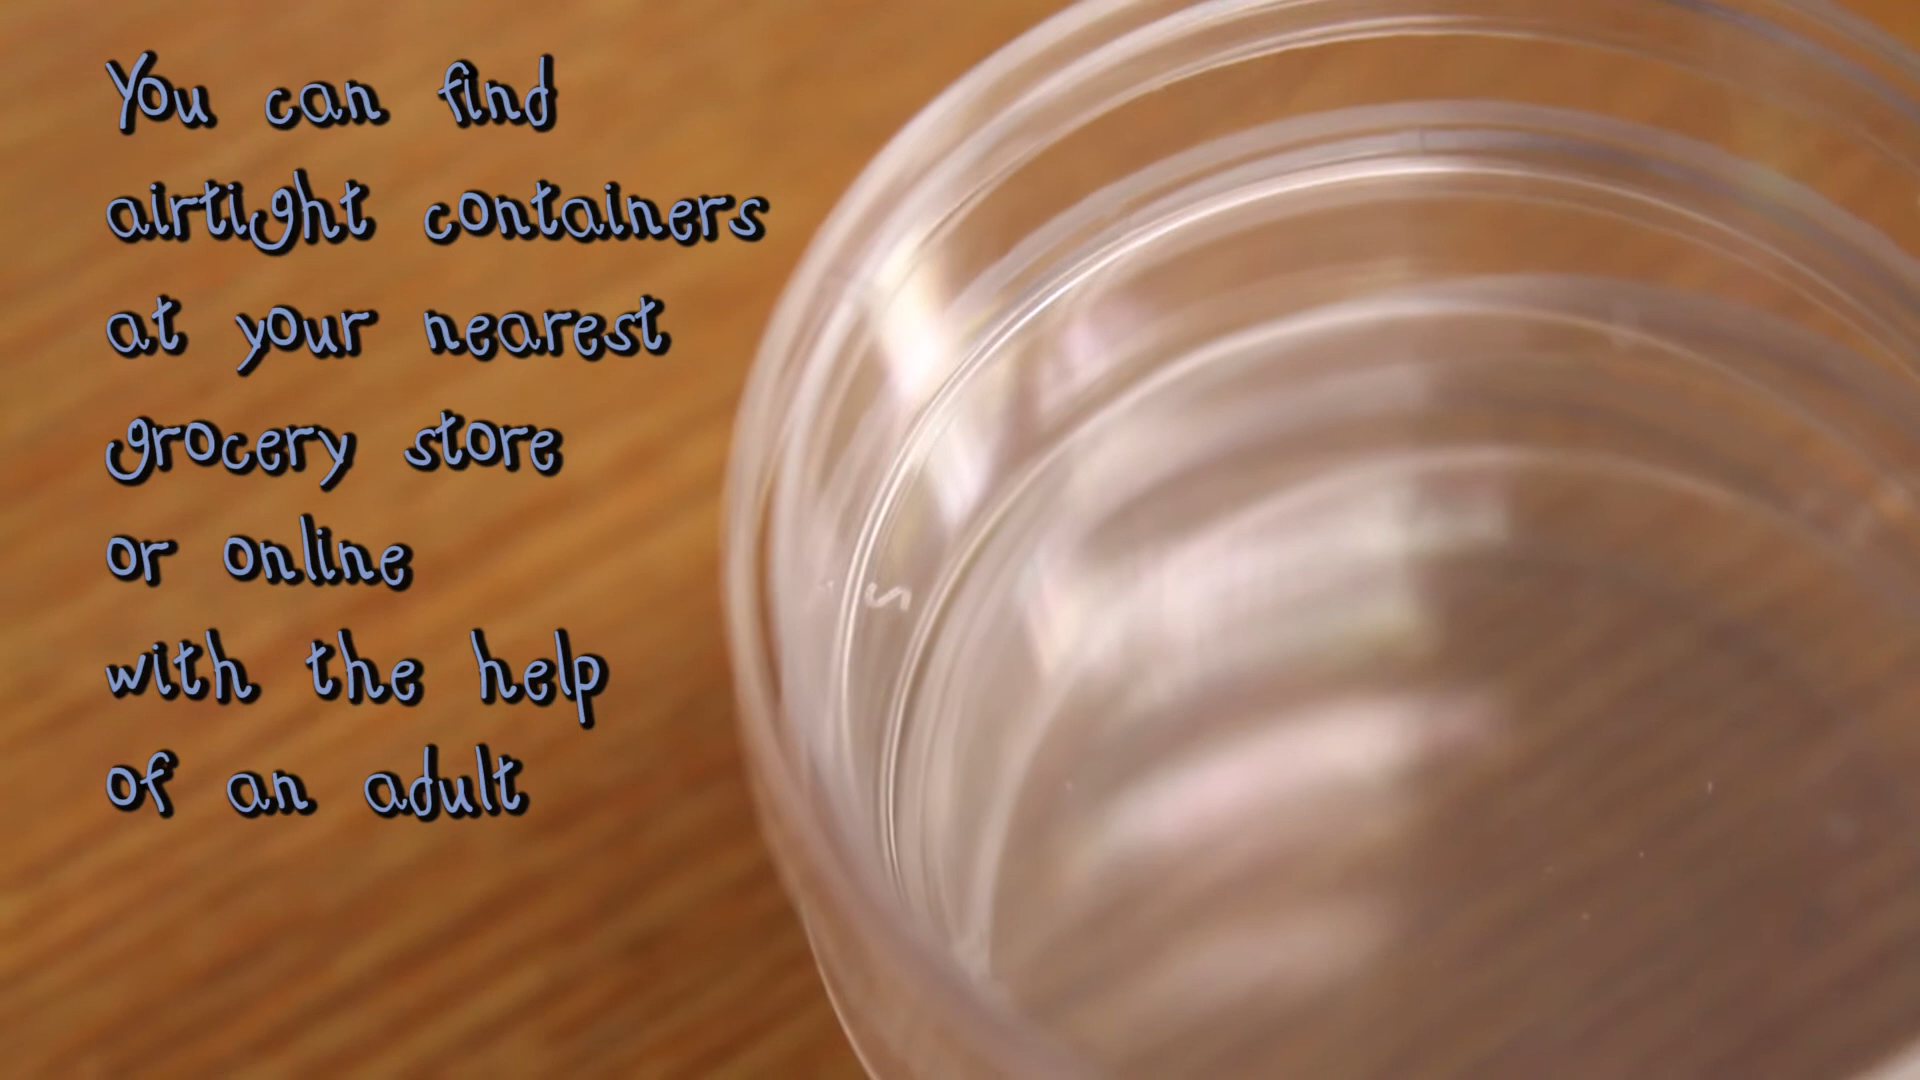 You can find
airtight containers
at your nearest
grocery store
or online
with the help
of an adult